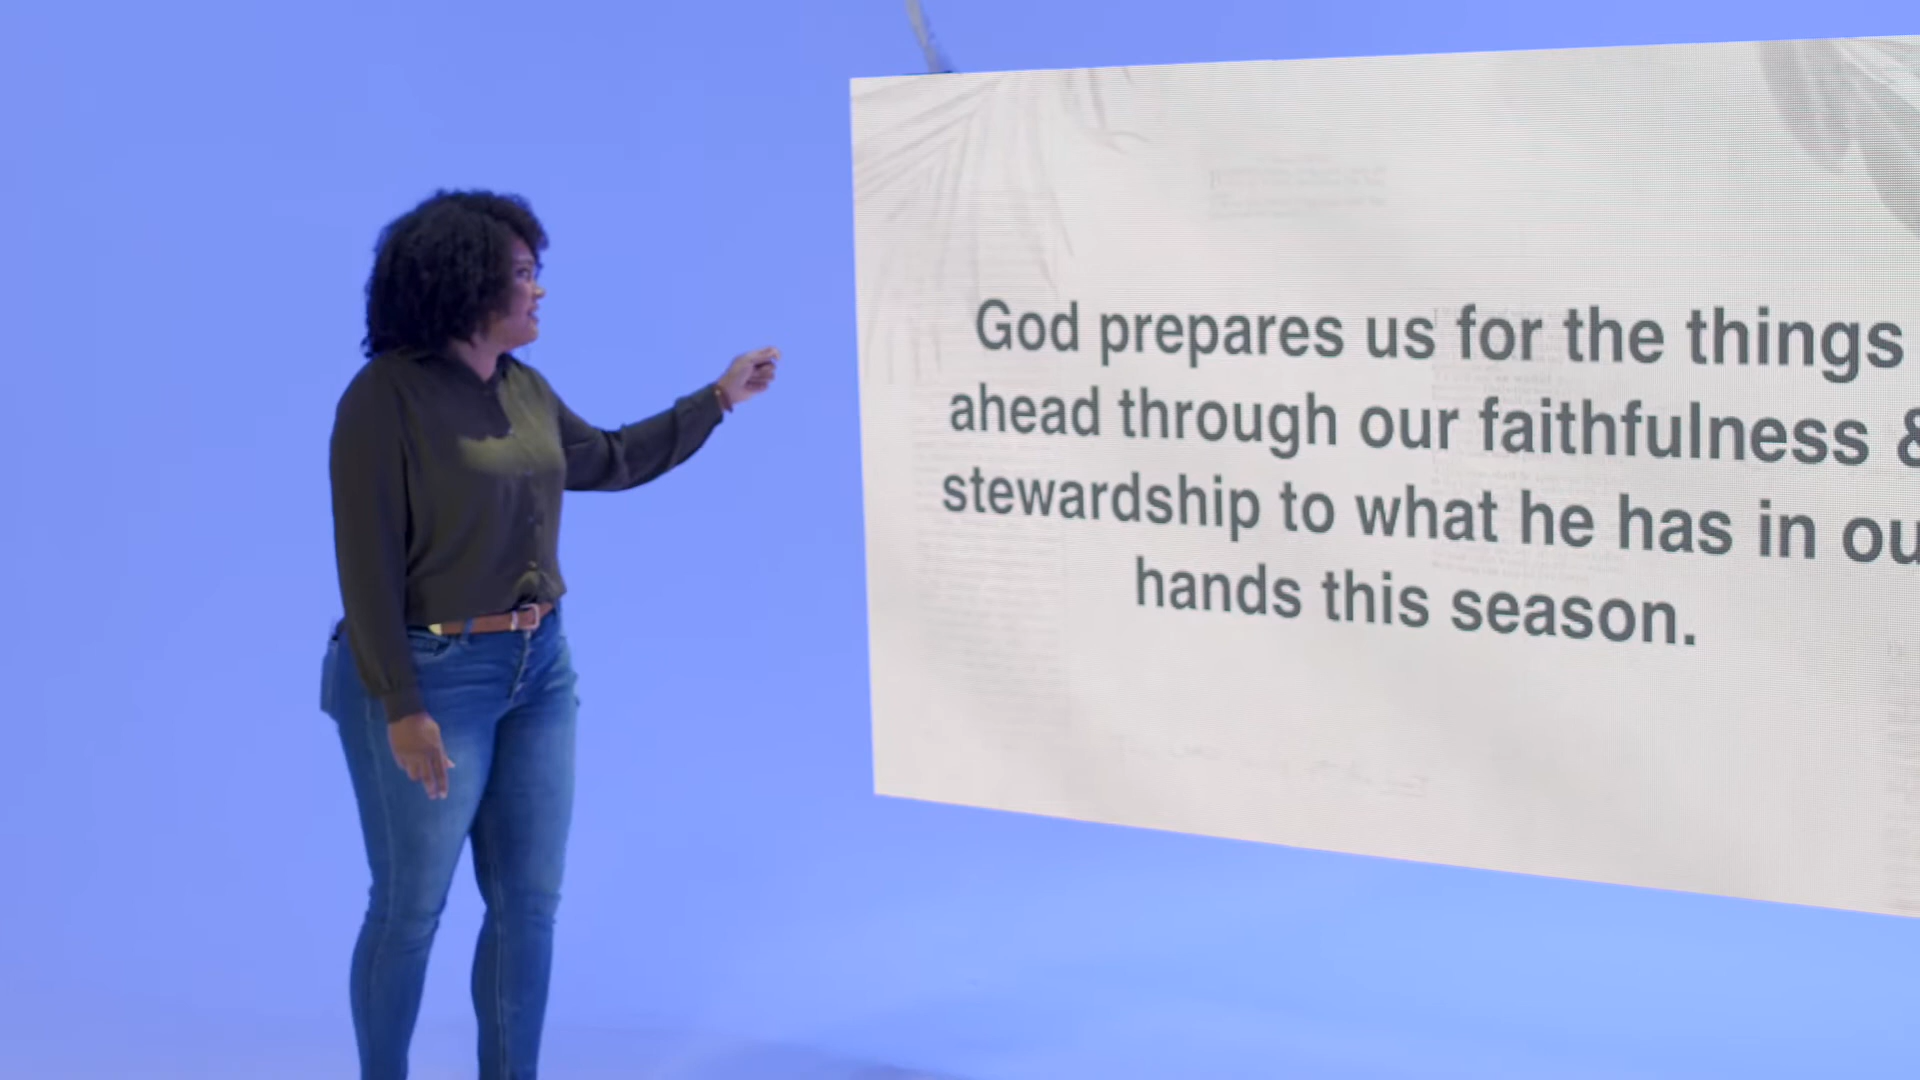 God prepares us for the things
ahead through our faithfulness &
stewardship to what he has in ou
hands this season.